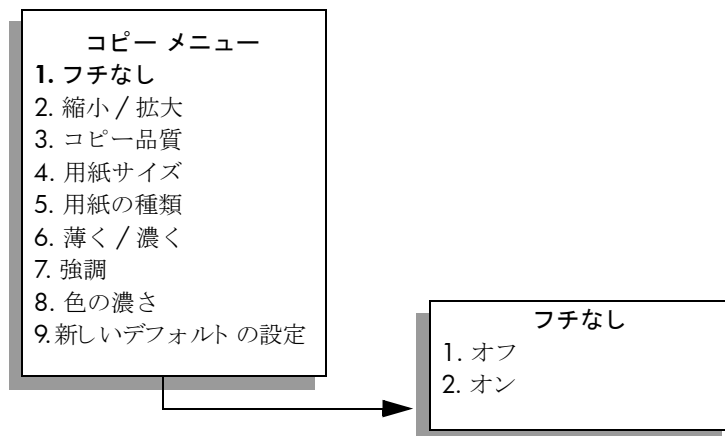 コピー メニュー
1. フチなし
2. 縮小 / 拡大
3. コピー品質
4. 用紙サイズ
5. 用紙の種類
6. 薄く / 濃く
7. 強調
8. 色の濃さ
9.新しいデフォルト の設定
フチなし
1. オフ
2. オン